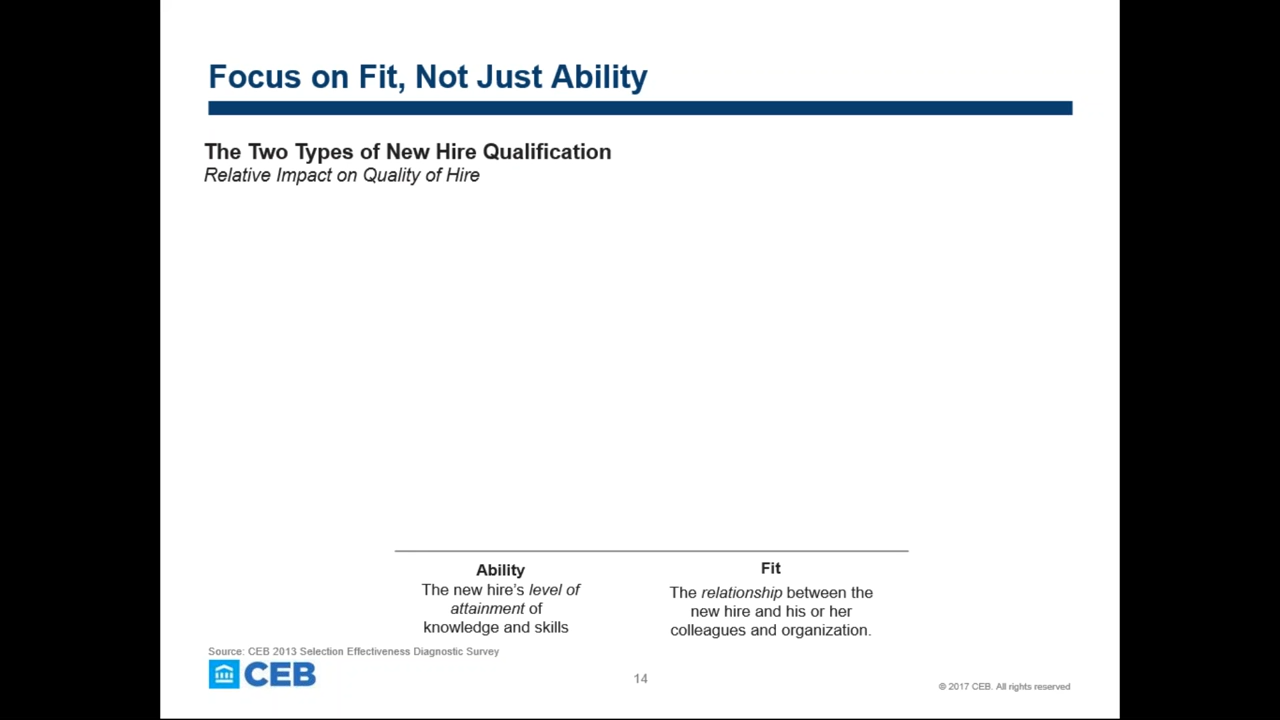 Focus on Fit, Not Just Ability
The Two Types of New Hire Qualification
Relative Impact on Quality of Hire
Ability
The new hire’s level of
attainment of
knowledge and skills
Fit
The relationship between the
new hire and his or her
colleagues and organization.
Source: CEB 2013 Selection Effectiveness Diagnostic Survey
CEB
14
© 2017 CEB. All rights reserved